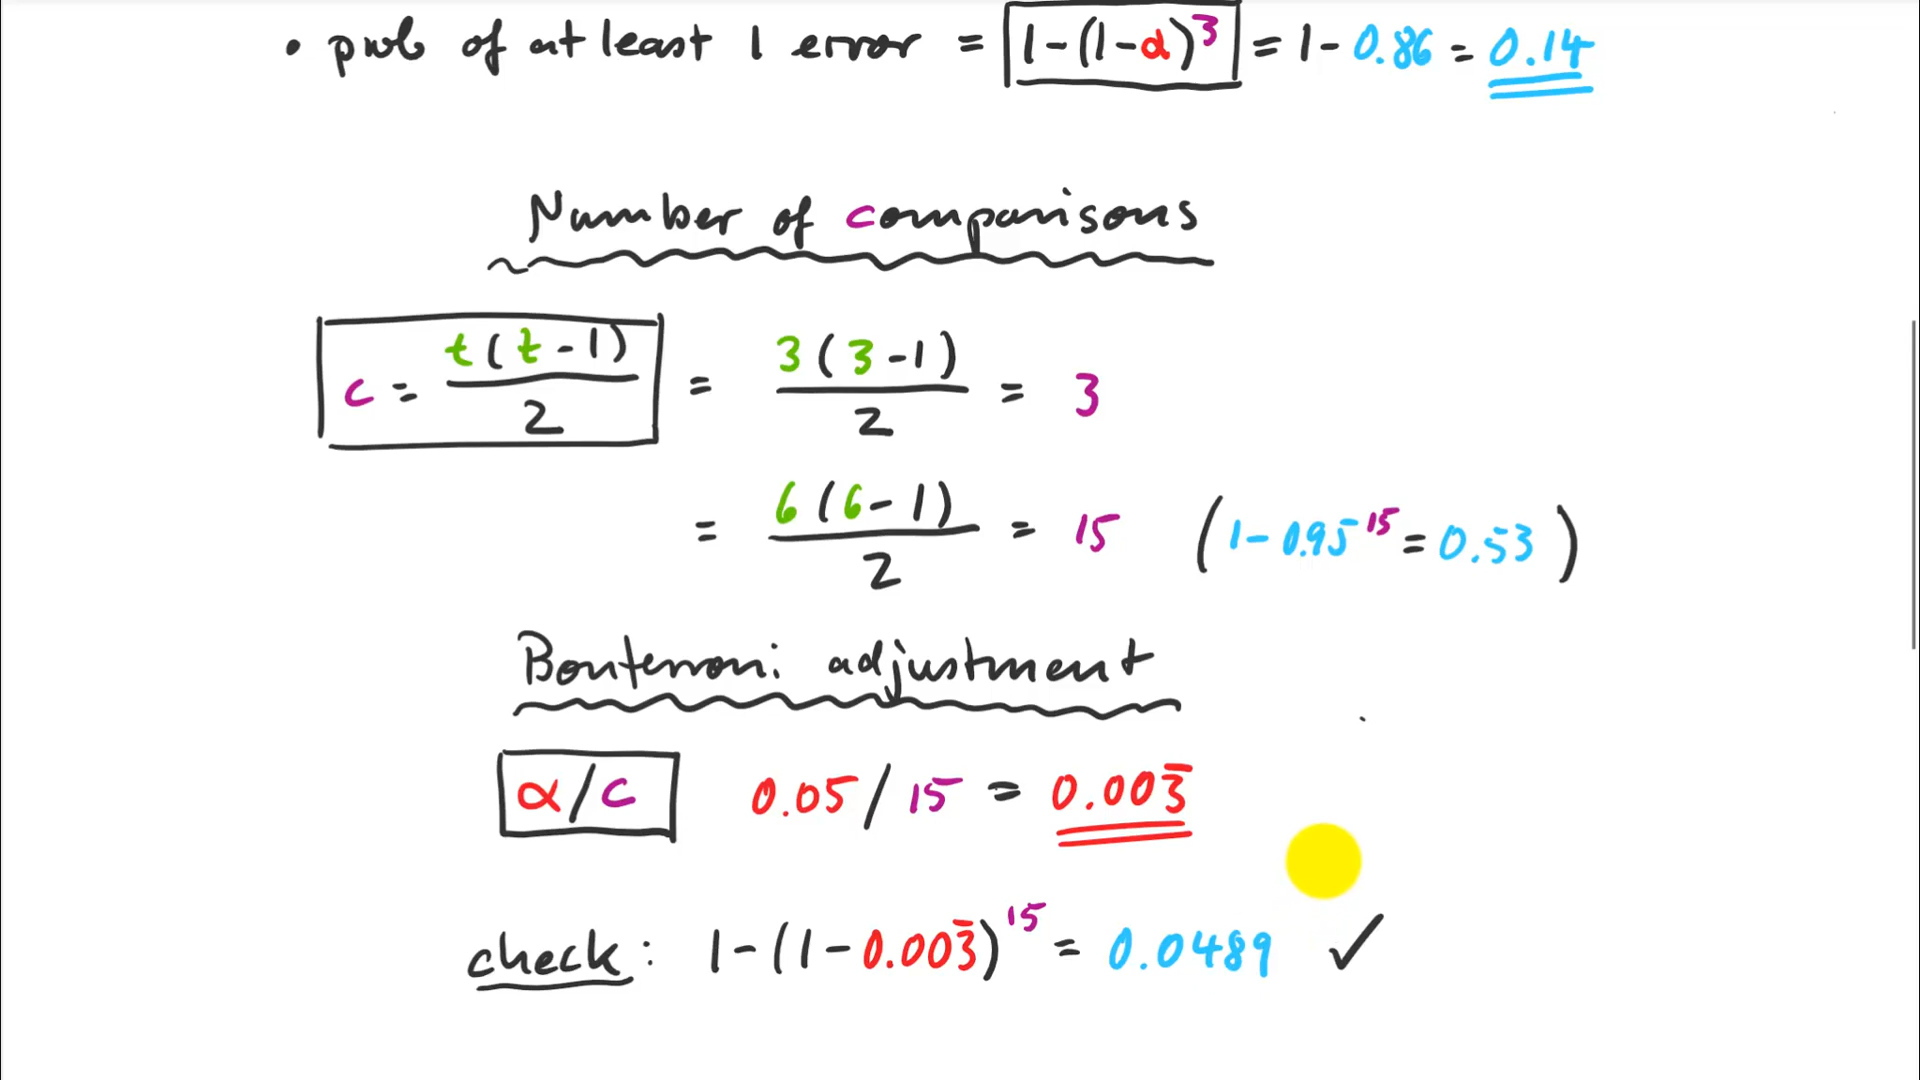 • prob of at least 1 error = 1-(1-α)³ = 1- 0.86 = 0.14
Number of comparisons
c = t(t-1)/2 = 3(3-1)/2 = 3
= 6(6-1)/2 = 15 (1- 0.95¹⁵ = 0.53)
Bonferroni adjustment
α/c 0.05/15 = 0.003̅
check: 1-(1-0.003̅)¹⁵ = 0.0489 ✓